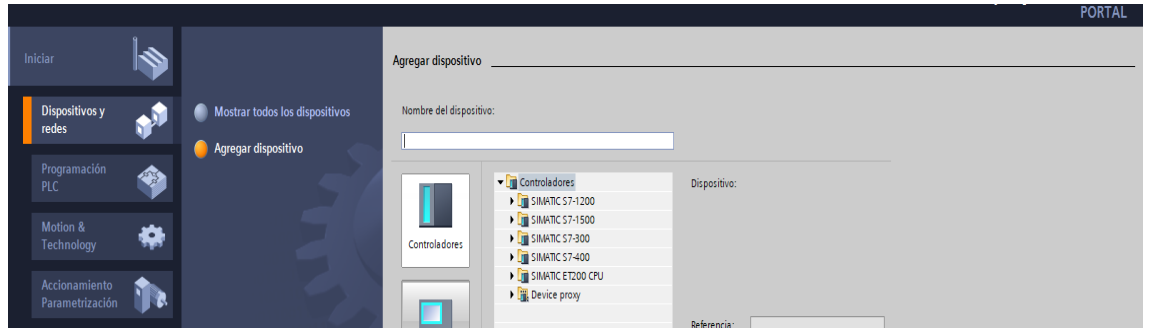 PORTAL
Iniciar
Dispositivos y
redes
Programación
PLC
Motion &
Technology
Accionamiento
Parametrización
Mostrar todos los dispositivos
Agregar dispositivo
Agregar dispositivo
Nombre del dispositivo:
Controladores
Controladores
SIMATIC S7-1200
SIMATIC S7-1500
SIMATIC S7-300
SIMATIC S7-400
SIMATIC ET200 CPU
Device proxy
Dispositivo:
Referencia: